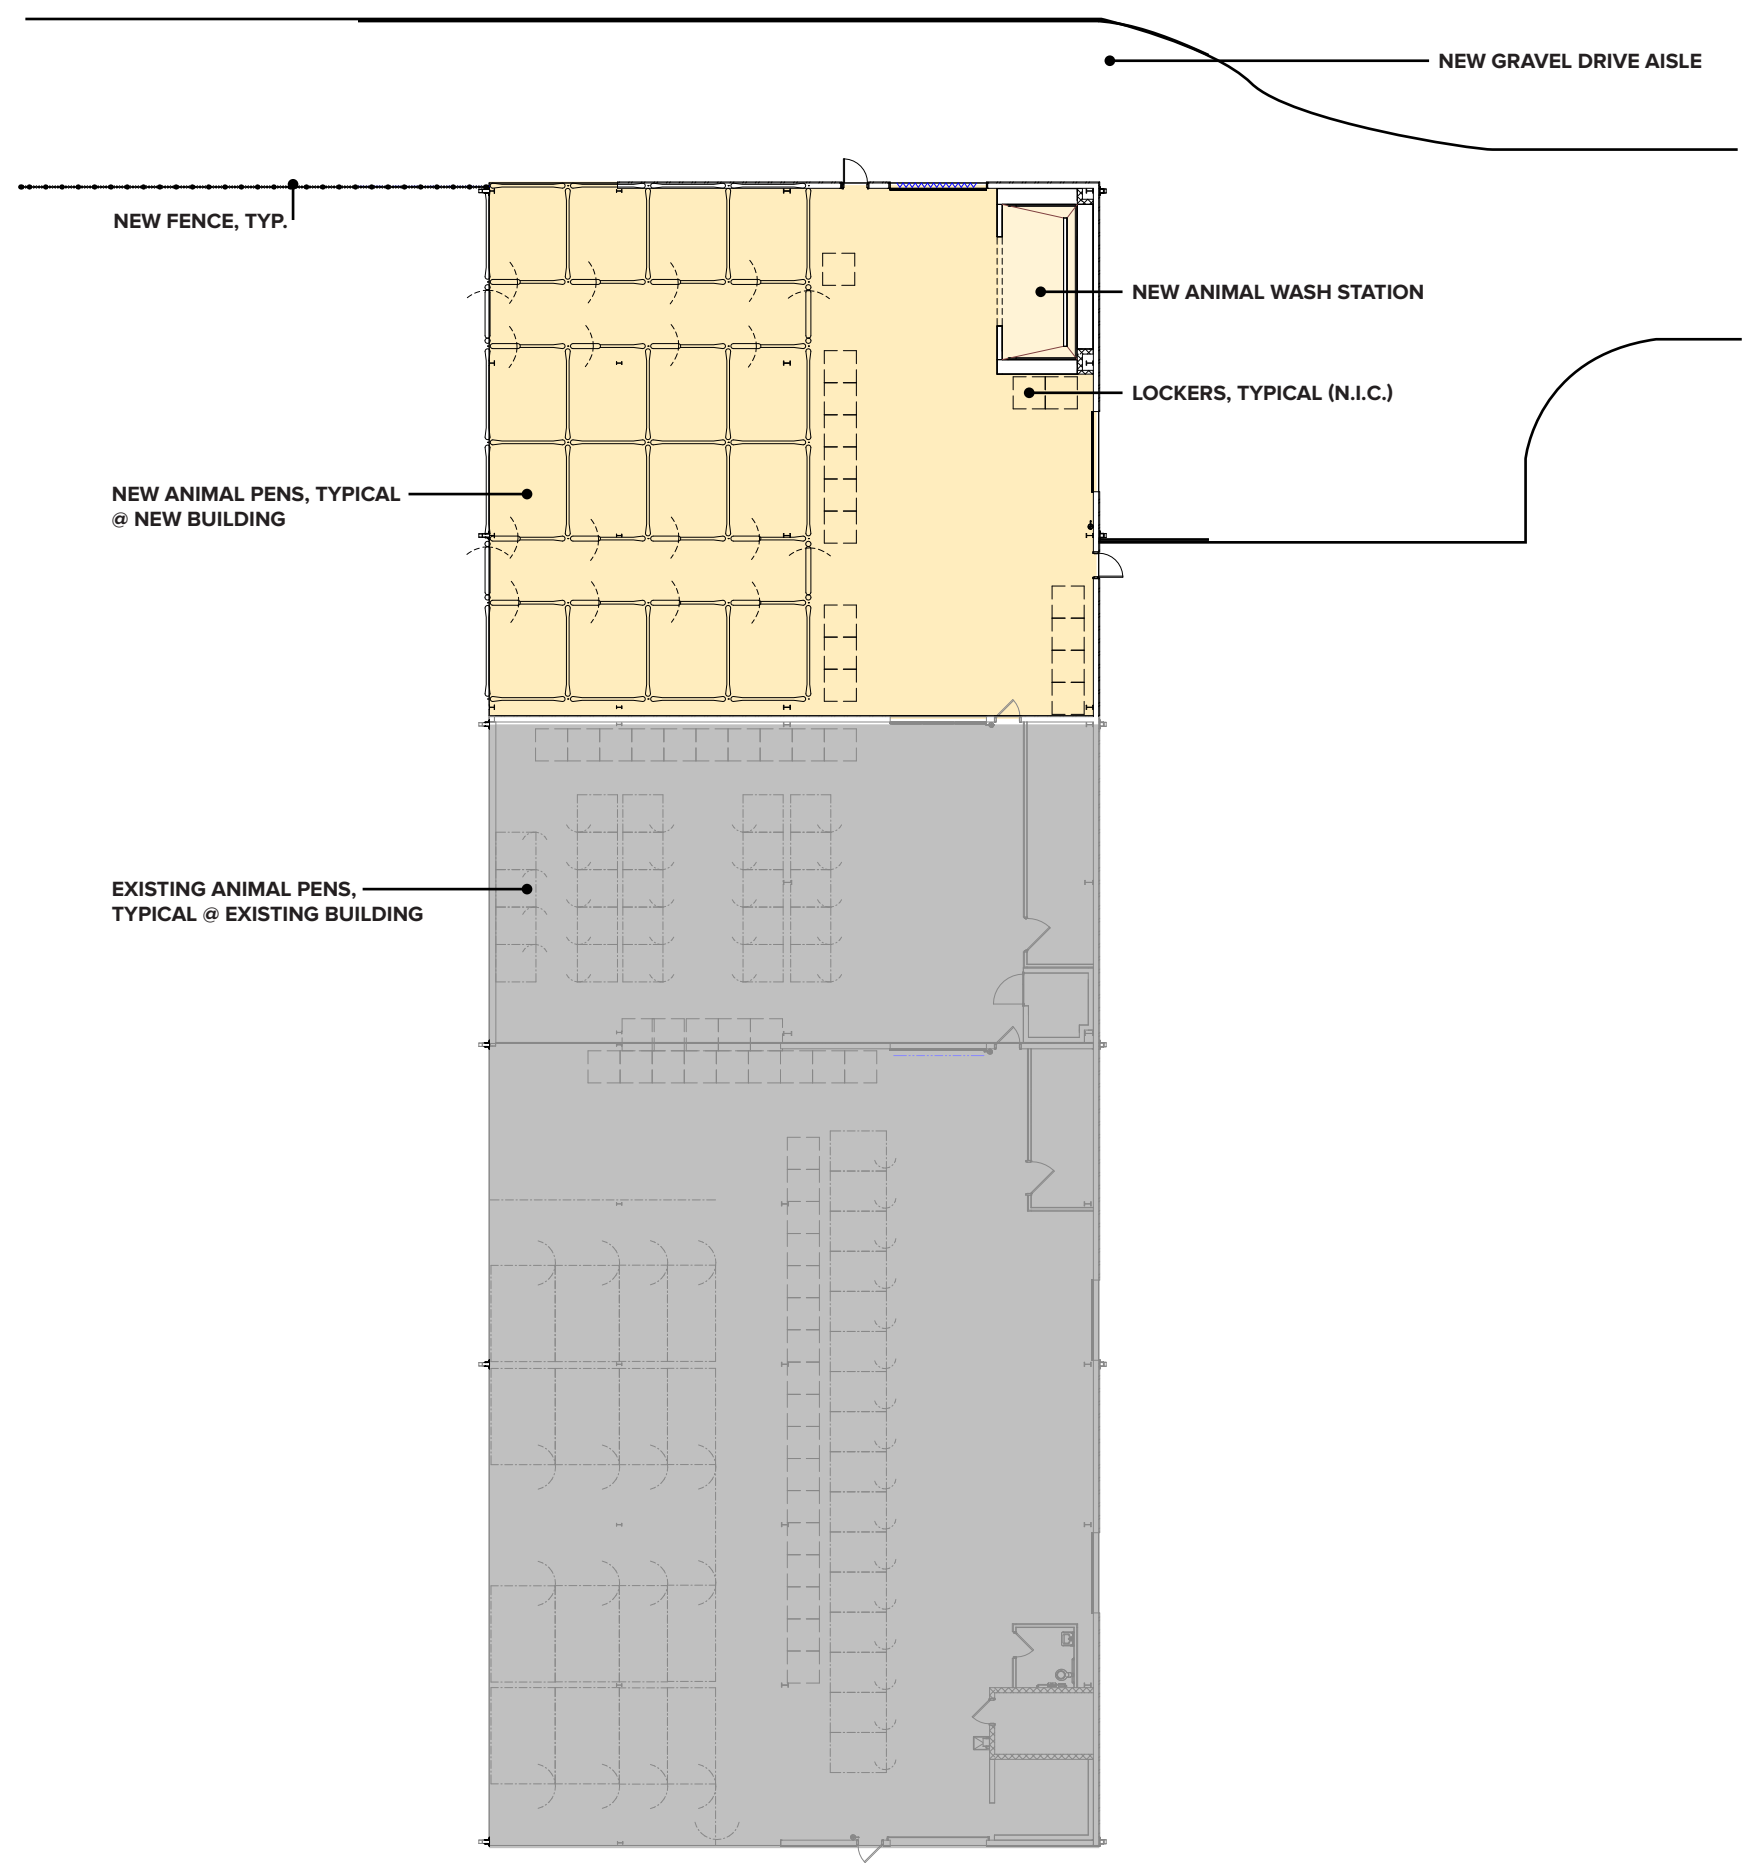 NEW GRAVEL DRIVE AISLE
NEW FENCE, TYP.
NEW ANIMAL WASH STATION
LOCKERS, TYPICAL (N.I.C.)
NEW ANIMAL PENS, TYPICAL
@ NEW BUILDING
EXISTING ANIMAL PENS,
TYPICAL @ EXISTING BUILDING